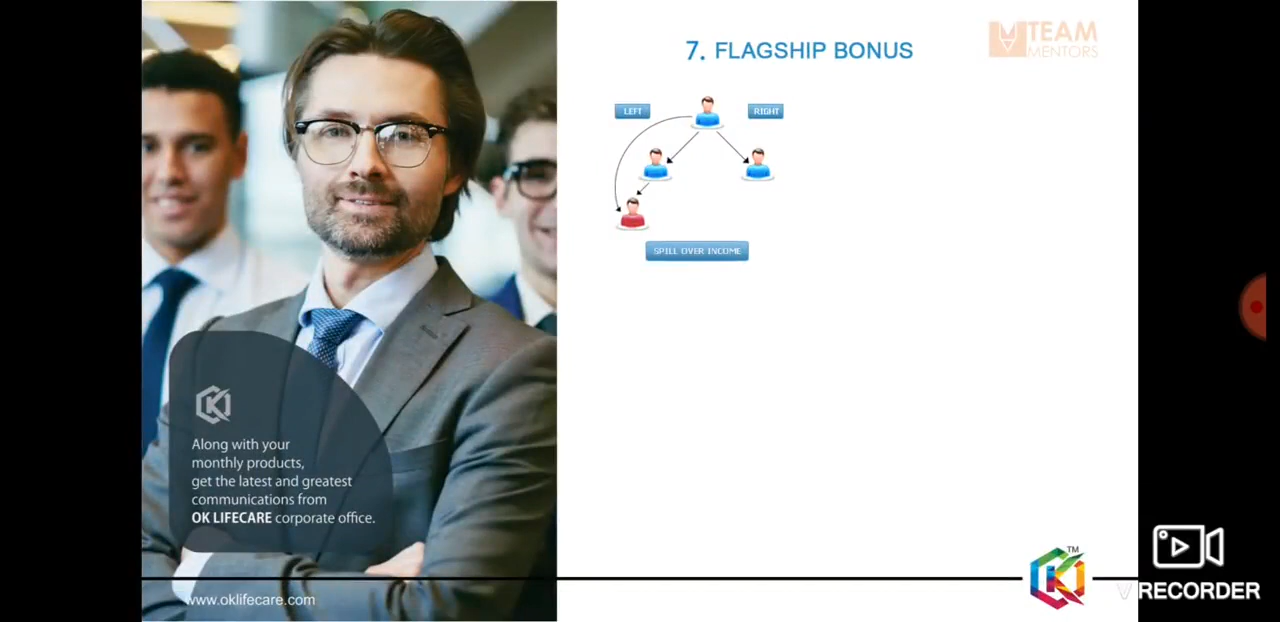 TEAM
MENTORS
7. FLAGSHIP BONUS
LEFT
RIGHT
SPILL OVER INCOME
Along with your
monthly products,
get the latest and greatest
communications from
OK LIFECARE corporate office.
www.oklifecare.com
TM
V RECORDER